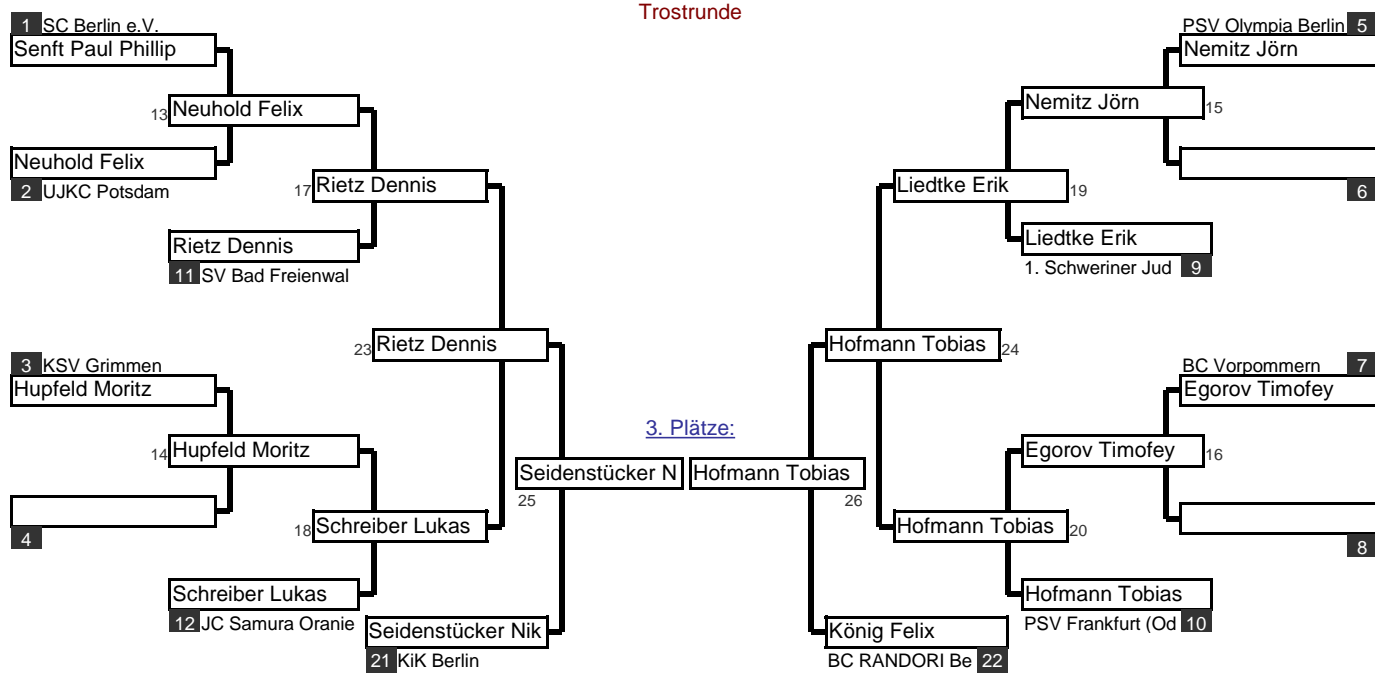 Trostrunde
1 SC Berlin e.V.
Senft Paul Phillip
13 Neuhold Felix
Neuhold Felix
2 UJKC Potsdam
17 Rietz Dennis
Rietz Dennis
11 SV Bad Freienwal
23 Rietz Dennis
3 KSV Grimmen
Hupfeld Moritz
14 Hupfeld Moritz
4
18 Schreiber Lukas
Schreiber Lukas
12 JC Samura Oranie
Seidenstücker Nik
21 KiK Berlin
3. Plätze:
Seidenstücker N
25
Hofmann Tobias
26
PSV Olympia Berlin 5
Nemitz Jörn
Nemitz Jörn 15
6
Liedtke Erik 19
Liedtke Erik
1. Schweriner Jud 9
Hofmann Tobias 24
BC Vorpommern 7
Egorov Timofey
Egorov Timofey 16
8
Hofmann Tobias 20
Hofmann Tobias
PSV Frankfurt (Od 10
König Felix
BC RANDORI Be 22